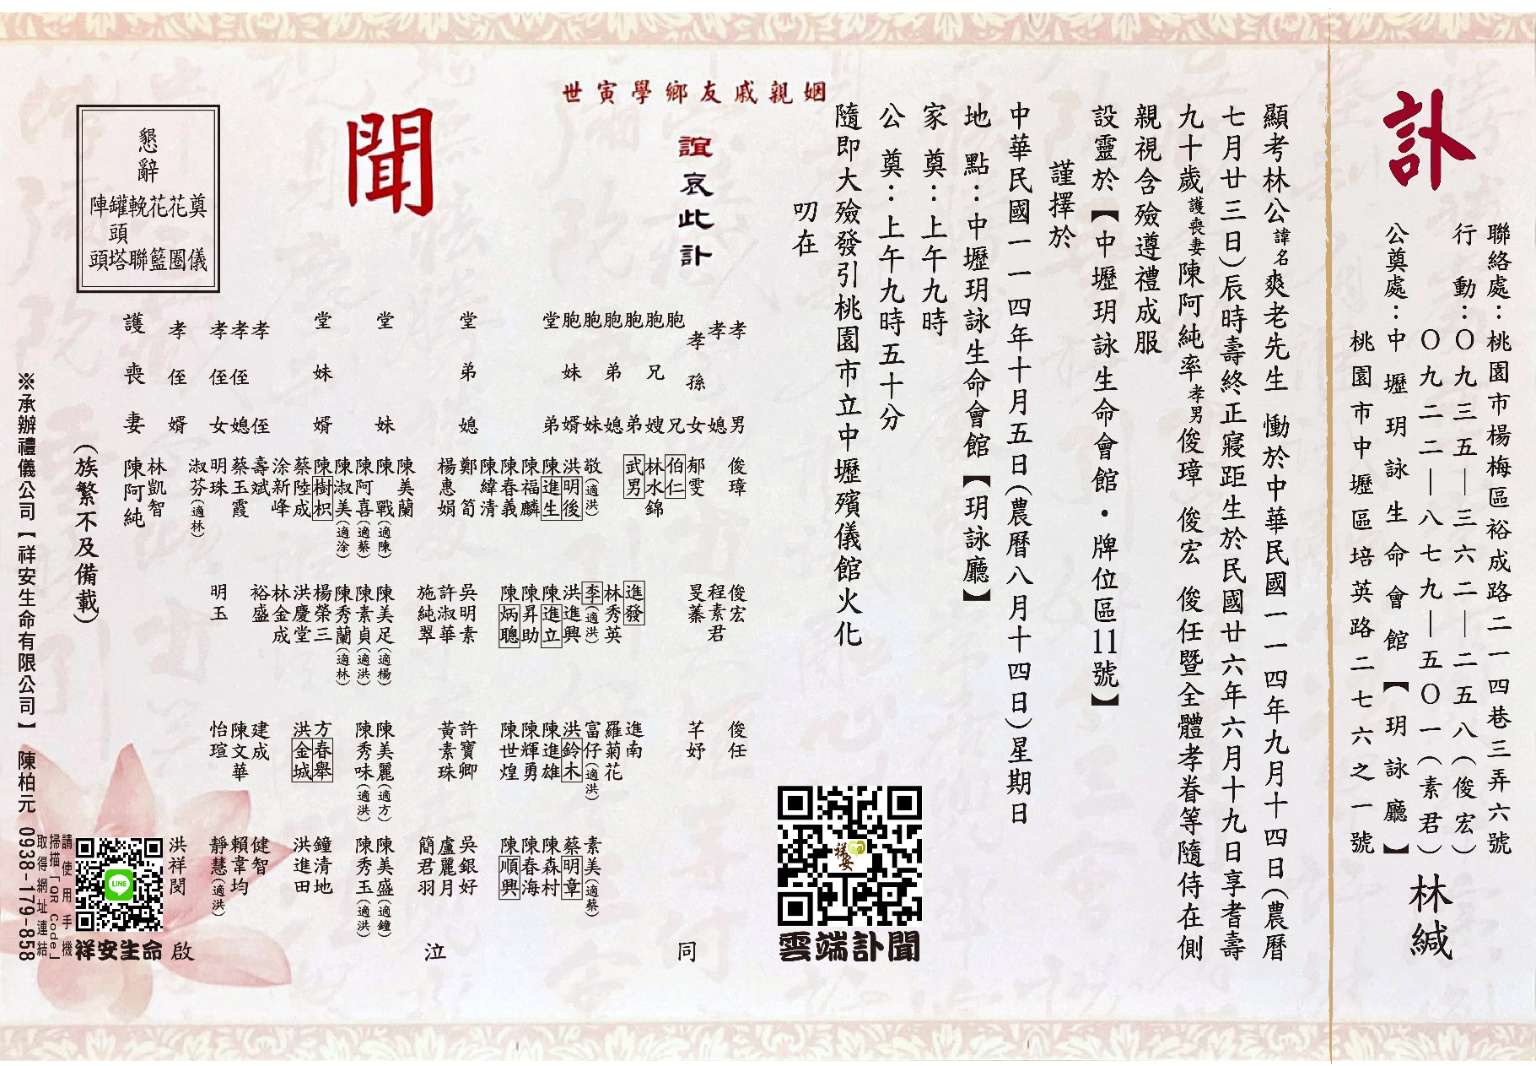 訃
聯絡處：桃園市楊梅區裕成路二一四巷三弄六號
行動：〇九三五—三六二—二五八（俊宏）
〇九二二—八七九—五〇一（素君）
公奠處：中壢玥詠生命會館【玥詠廳】
桃園市中壢區培英路二七六之一號
林緘
顯考林公諱名爽老先生 慟於中華民國一一四年九月十四日(農曆
七月廿三日)辰時壽終正寢距生於民國廿六年六月十九日享耆壽
九十歲護喪妻陳阿純率孝男俊璋 俊宏 俊任暨全體孝眷等隨侍在側
親視含殮遵禮成服
設靈於【中壢玥詠生命會館・牌位區11號】
謹擇於
中華民國一一四年十月五日(農曆八月十四日)星期日
地點：中壢玥詠生命會館【玥詠廳】
家奠：上午九時
公奠：上午九時五十分
隨即大殮發引桃園市立中壢殯儀館火化
叨在
姻親戚友鄉學寅世
誼哀此訃
聞
孝男 俊璋 俊宏 俊任
孝媳 程素君
孝孫女 郁雯 旻蓁 芊妤
胞兄 伯仁
胞兄嫂 林水錦
胞弟 武男 進發 進南
胞弟媳 林秀英 羅菊花
胞妹 敬(適洪) 李(適洪) 富仔(適洪) 素美(適蔡)
胞妹婿 洪明後 洪進興 洪鈴木 蔡明章
堂弟 陳進生 陳進立 陳進雄 陳森村
陳福麟 陳昇助 陳輝勇 陳春海
陳春義 陳炳聰 陳世煌 陳順興
陳緯清
堂弟媳 鄭筍 吳明素 許寶卿 吳銀好
楊惠娟 許淑華 黃素珠 盧麗月
施純翠 簡君羽
堂妹 陳美蘭
陳戰(適陳) 陳美足(適楊) 陳美麗(適方) 陳美盛(適鐘)
陳阿喜(適蔡) 陳素貞(適洪) 陳秀味(適洪) 陳秀玉(適洪)
陳淑美(適涂) 陳秀蘭(適林)
堂妹婿 陳樹枳 楊榮三 方春舉 鐘清地
蔡陸成 洪慶堂 洪金城 洪進田
涂新峰 林金成
孝侄 壽斌 裕盛 建成 健智
孝侄媳 蔡玉霞 陳文華 賴韋均
孝侄女 明珠 明玉 怡瑄 靜慧(適洪)
淑芬(適林)
孝侄婿 林凱智 洪祥閔
護喪妻 陳阿純
同
泣
啟
(族繁不及備載)
懇辭
奠儀
花圈
花籃
輓聯
罐頭塔
陣頭
雲端訃聞
祥安
LINE
祥安生命
請使用手機
掃描「QR Code」
取得網址連結
※承辦禮儀公司【祥安生命有限公司】 陳柏元 0938-179-858